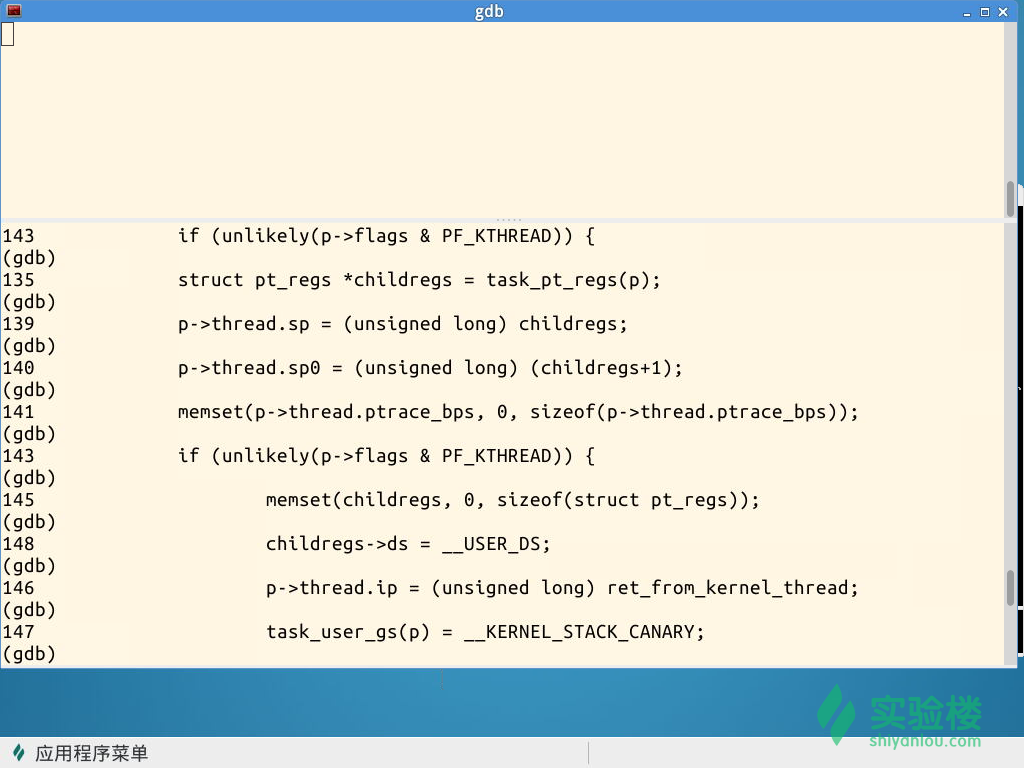 gdb
143             if (unlikely(p->flags & PF_KTHREAD)) {
(gdb)
135             struct pt_regs *childregs = task_pt_regs(p);
(gdb)
139             p->thread.sp = (unsigned long) childregs;
(gdb)
140             p->thread.sp0 = (unsigned long) (childregs+1);
(gdb)
141             memset(p->thread.ptrace_bps, 0, sizeof(p->thread.ptrace_bps));
(gdb)
143             if (unlikely(p->flags & PF_KTHREAD)) {
(gdb)
145                     memset(childregs, 0, sizeof(struct pt_regs));
(gdb)
148                     childregs->ds = __USER_DS;
(gdb)
146                     p->thread.ip = (unsigned long) ret_from_kernel_thread;
(gdb)
147                     task_user_gs(p) = __KERNEL_STACK_CANARY;
(gdb)
实验楼
shiyanlou.com
应用程序菜单